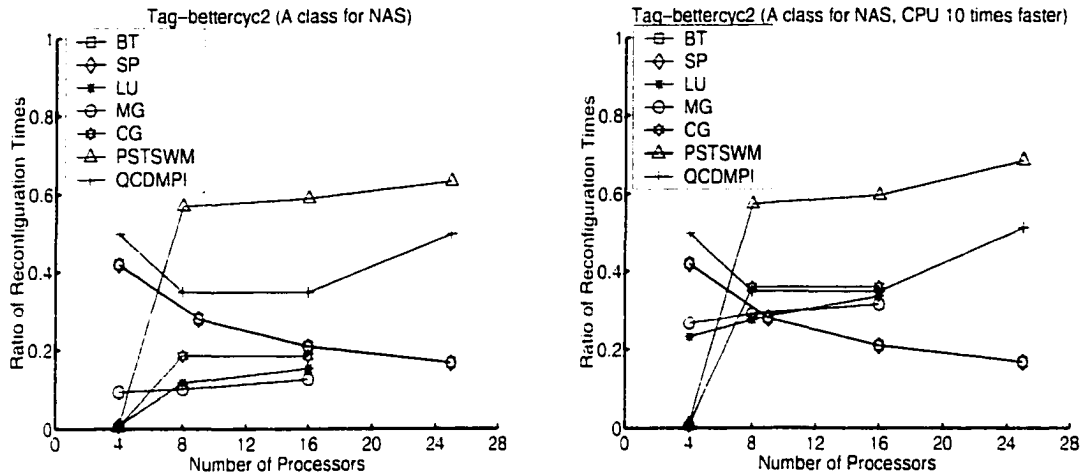 Tag-bettercyc2 (A class for NAS)
1
0.8
0.6
0.4
0.2
0
Ratio of Reconfiguration Times
BT
SP
LU
MG
CG
PSTSWM
QCDMPI
0 4 8 12 16 20 24 28
Number of Processors
Tag-bettercyc2 (A class for NAS, CPU 10 times faster)
1
0.8
0.6
0.4
0.2
0
Ratio of Reconfiguration Times
BT
SP
LU
MG
CG
PSTSWM
QCDMPI
0 4 8 12 16 20 24 28
Number of Processors